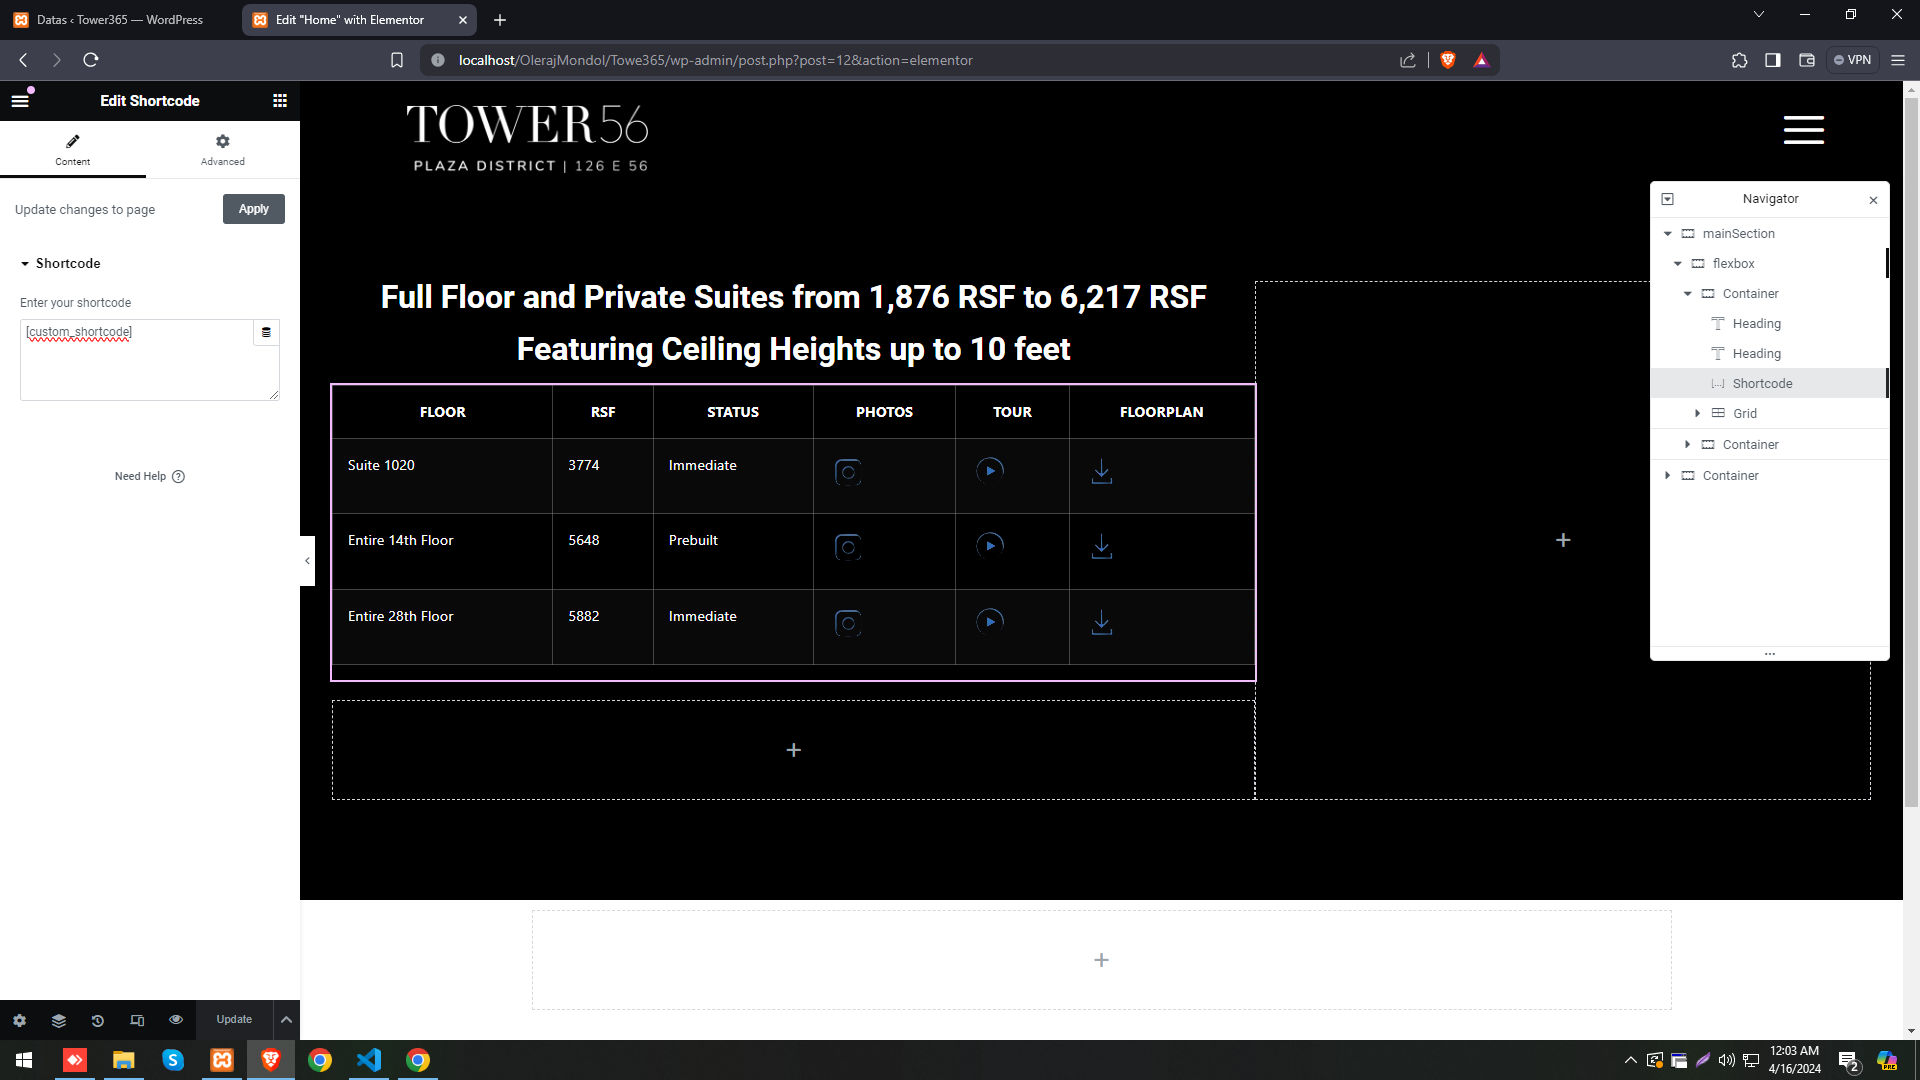 Datas ‹ Tower365 — WordPress
Edit "Home" with Elementor
localhost/OlerajMondol/Towe365/wp-admin/post.php?post=12&action=elementor
VPN
Edit Shortcode
Content
Advanced
Update changes to page
Apply
Shortcode
Enter your shortcode
[custom_shortcode]
Need Help
Update
TOWER56
PLAZA DISTRICT | 126 E 56
Full Floor and Private Suites from 1,876 RSF to 6,217 RSF
Featuring Ceiling Heights up to 10 feet
FLOOR RSF STATUS PHOTOS TOUR FLOORPLAN
Suite 1020 3774 Immediate
Entire 14th Floor 5648 Prebuilt
Entire 28th Floor 5882 Immediate
Navigator
mainSection
flexbox
Container
Heading
Heading
Shortcode
Grid
Container
Container
12:03 AM
4/16/2024
2
PRE